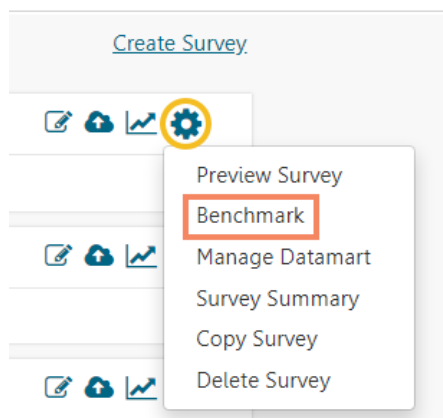 Create Survey
Preview Survey
Benchmark
Manage Datamart
Survey Summary
Copy Survey
Delete Survey